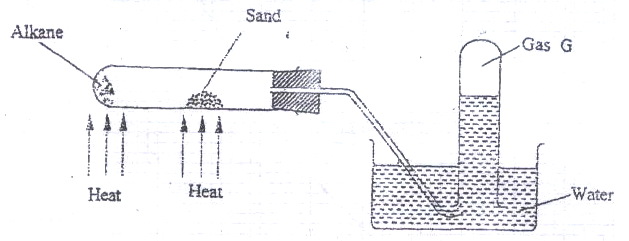 Sand
Alkane
Gas G
Heat
Heat
Water